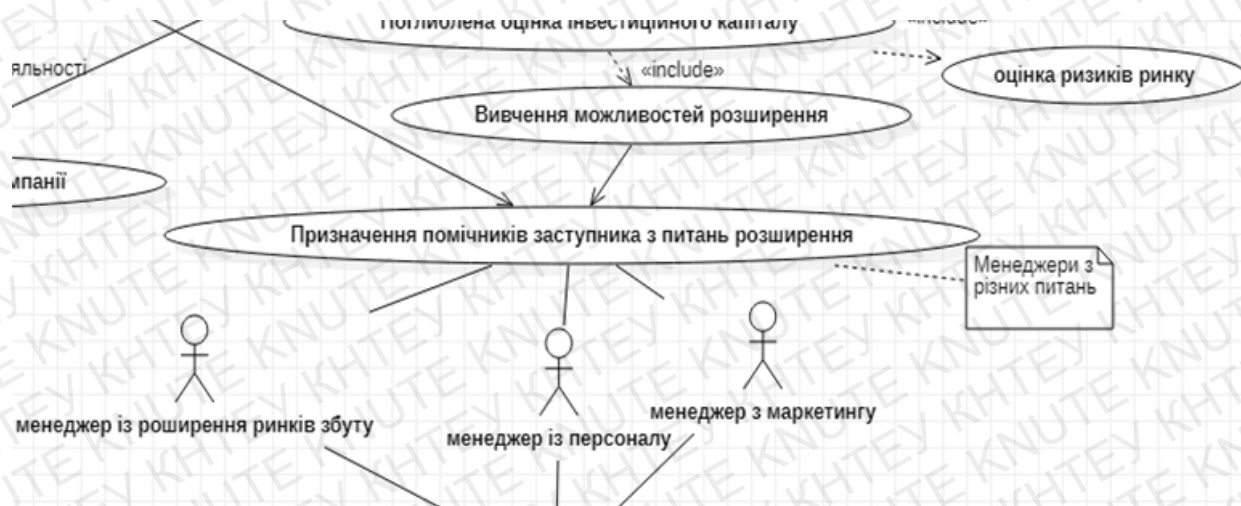 Поглиблена оцінка інвестиційного капіталу
«include»
яльності
«include»
оцінка ризиків ринку
Вивчення можливостей розширення
мпанії
Призначення помічників заступника з питань розширення
Менеджери з
різних питань
менеджер із роширення ринків збуту
менеджер із персоналу
менеджер з маркетингу